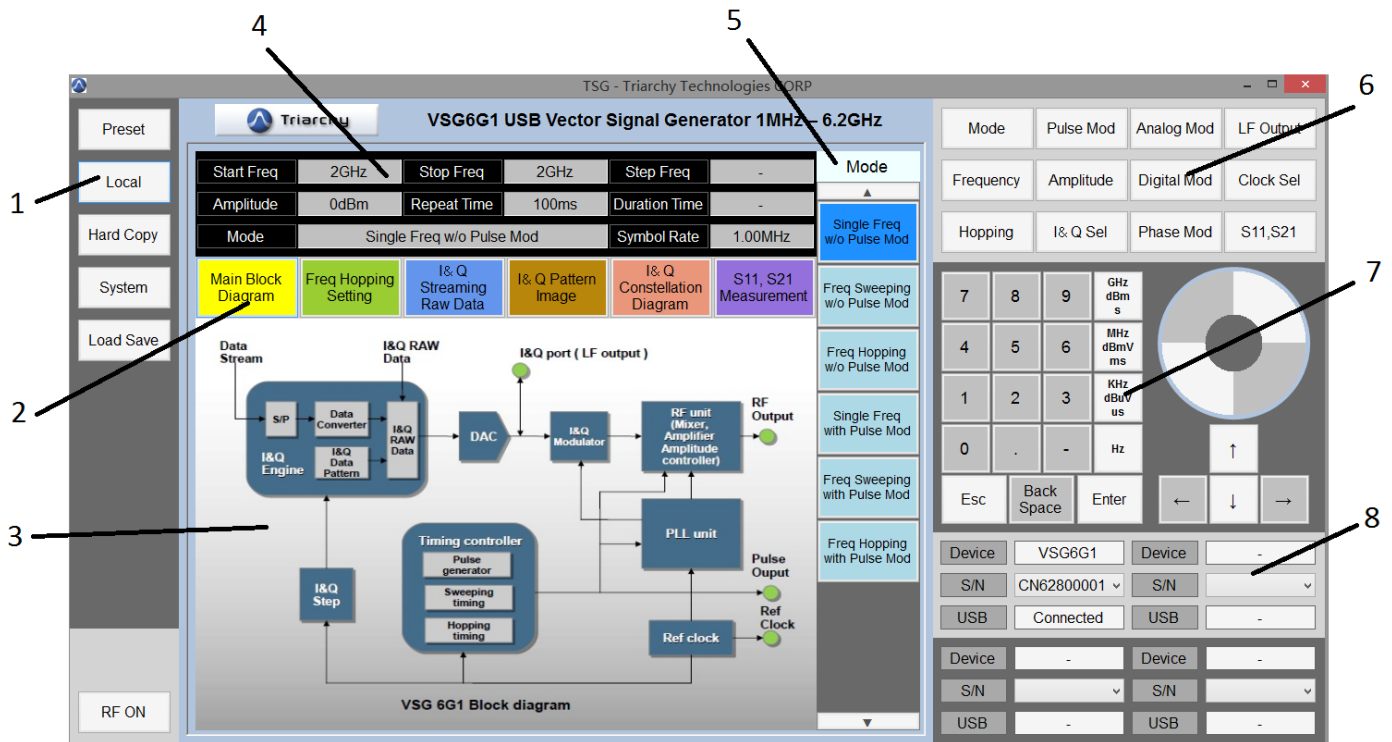 4
5
6
1
2
3
7
8
TSG - Triarchy Technologies CORP
Preset
Local
Hard Copy
System
Load Save
RF ON
Triarchy
VSG6G1 USB Vector Signal Generator 1MHz – 6.2GHz
Start Freq 2GHz Stop Freq 2GHz Step Freq -
Amplitude 0dBm Repeat Time 100ms Duration Time -
Mode Single Freq w/o Pulse Mod Symbol Rate 1.00MHz
Main Block
Diagram
Freq Hopping
Setting
I& Q
Streaming
Raw Data
I& Q Pattern
Image
I& Q
Constellation
Diagram
S11, S21
Measurement
Data
Stream
I&Q RAW
Data
I&Q port ( LF output )
S/P
Data
Converter
I&Q
RAW
Data
I&Q
Engine
I&Q
Data
Pattern
DAC
I&Q
Modulator
RF unit
(Mixer,
Amplifier
Amplitude
controller)
RF
Output
PLL unit
Timing controller
Pulse
generator
Sweeping
timing
Hopping
timing
I&Q
Step
Pulse
Ouput
Ref
Clock
Ref clock
VSG 6G1 Block diagram
Mode
▲
Single Freq
w/o Pulse Mod
Freq Sweeping
w/o Pulse Mod
Freq Hopping
w/o Pulse Mod
Single Freq
with Pulse Mod
Freq Sweeping
with Pulse Mod
Freq Hopping
with Pulse Mod
▼
Mode Pulse Mod Analog Mod LF Output
Frequency Amplitude Digital Mod Clock Sel
Hopping I& Q Sel Phase Mod S11,S21
7 8 9
GHz
dBm
s
4 5 6
MHz
dBmV
ms
1 2 3
KHz
dBuV
us
0 . - Hz
Esc
Back
Space
Enter
↑
← ↓ →
Device VSG6G1 Device -
S/N CN62800001 S/N
USB Connected USB -
Device - Device -
S/N S/N
USB - USB -